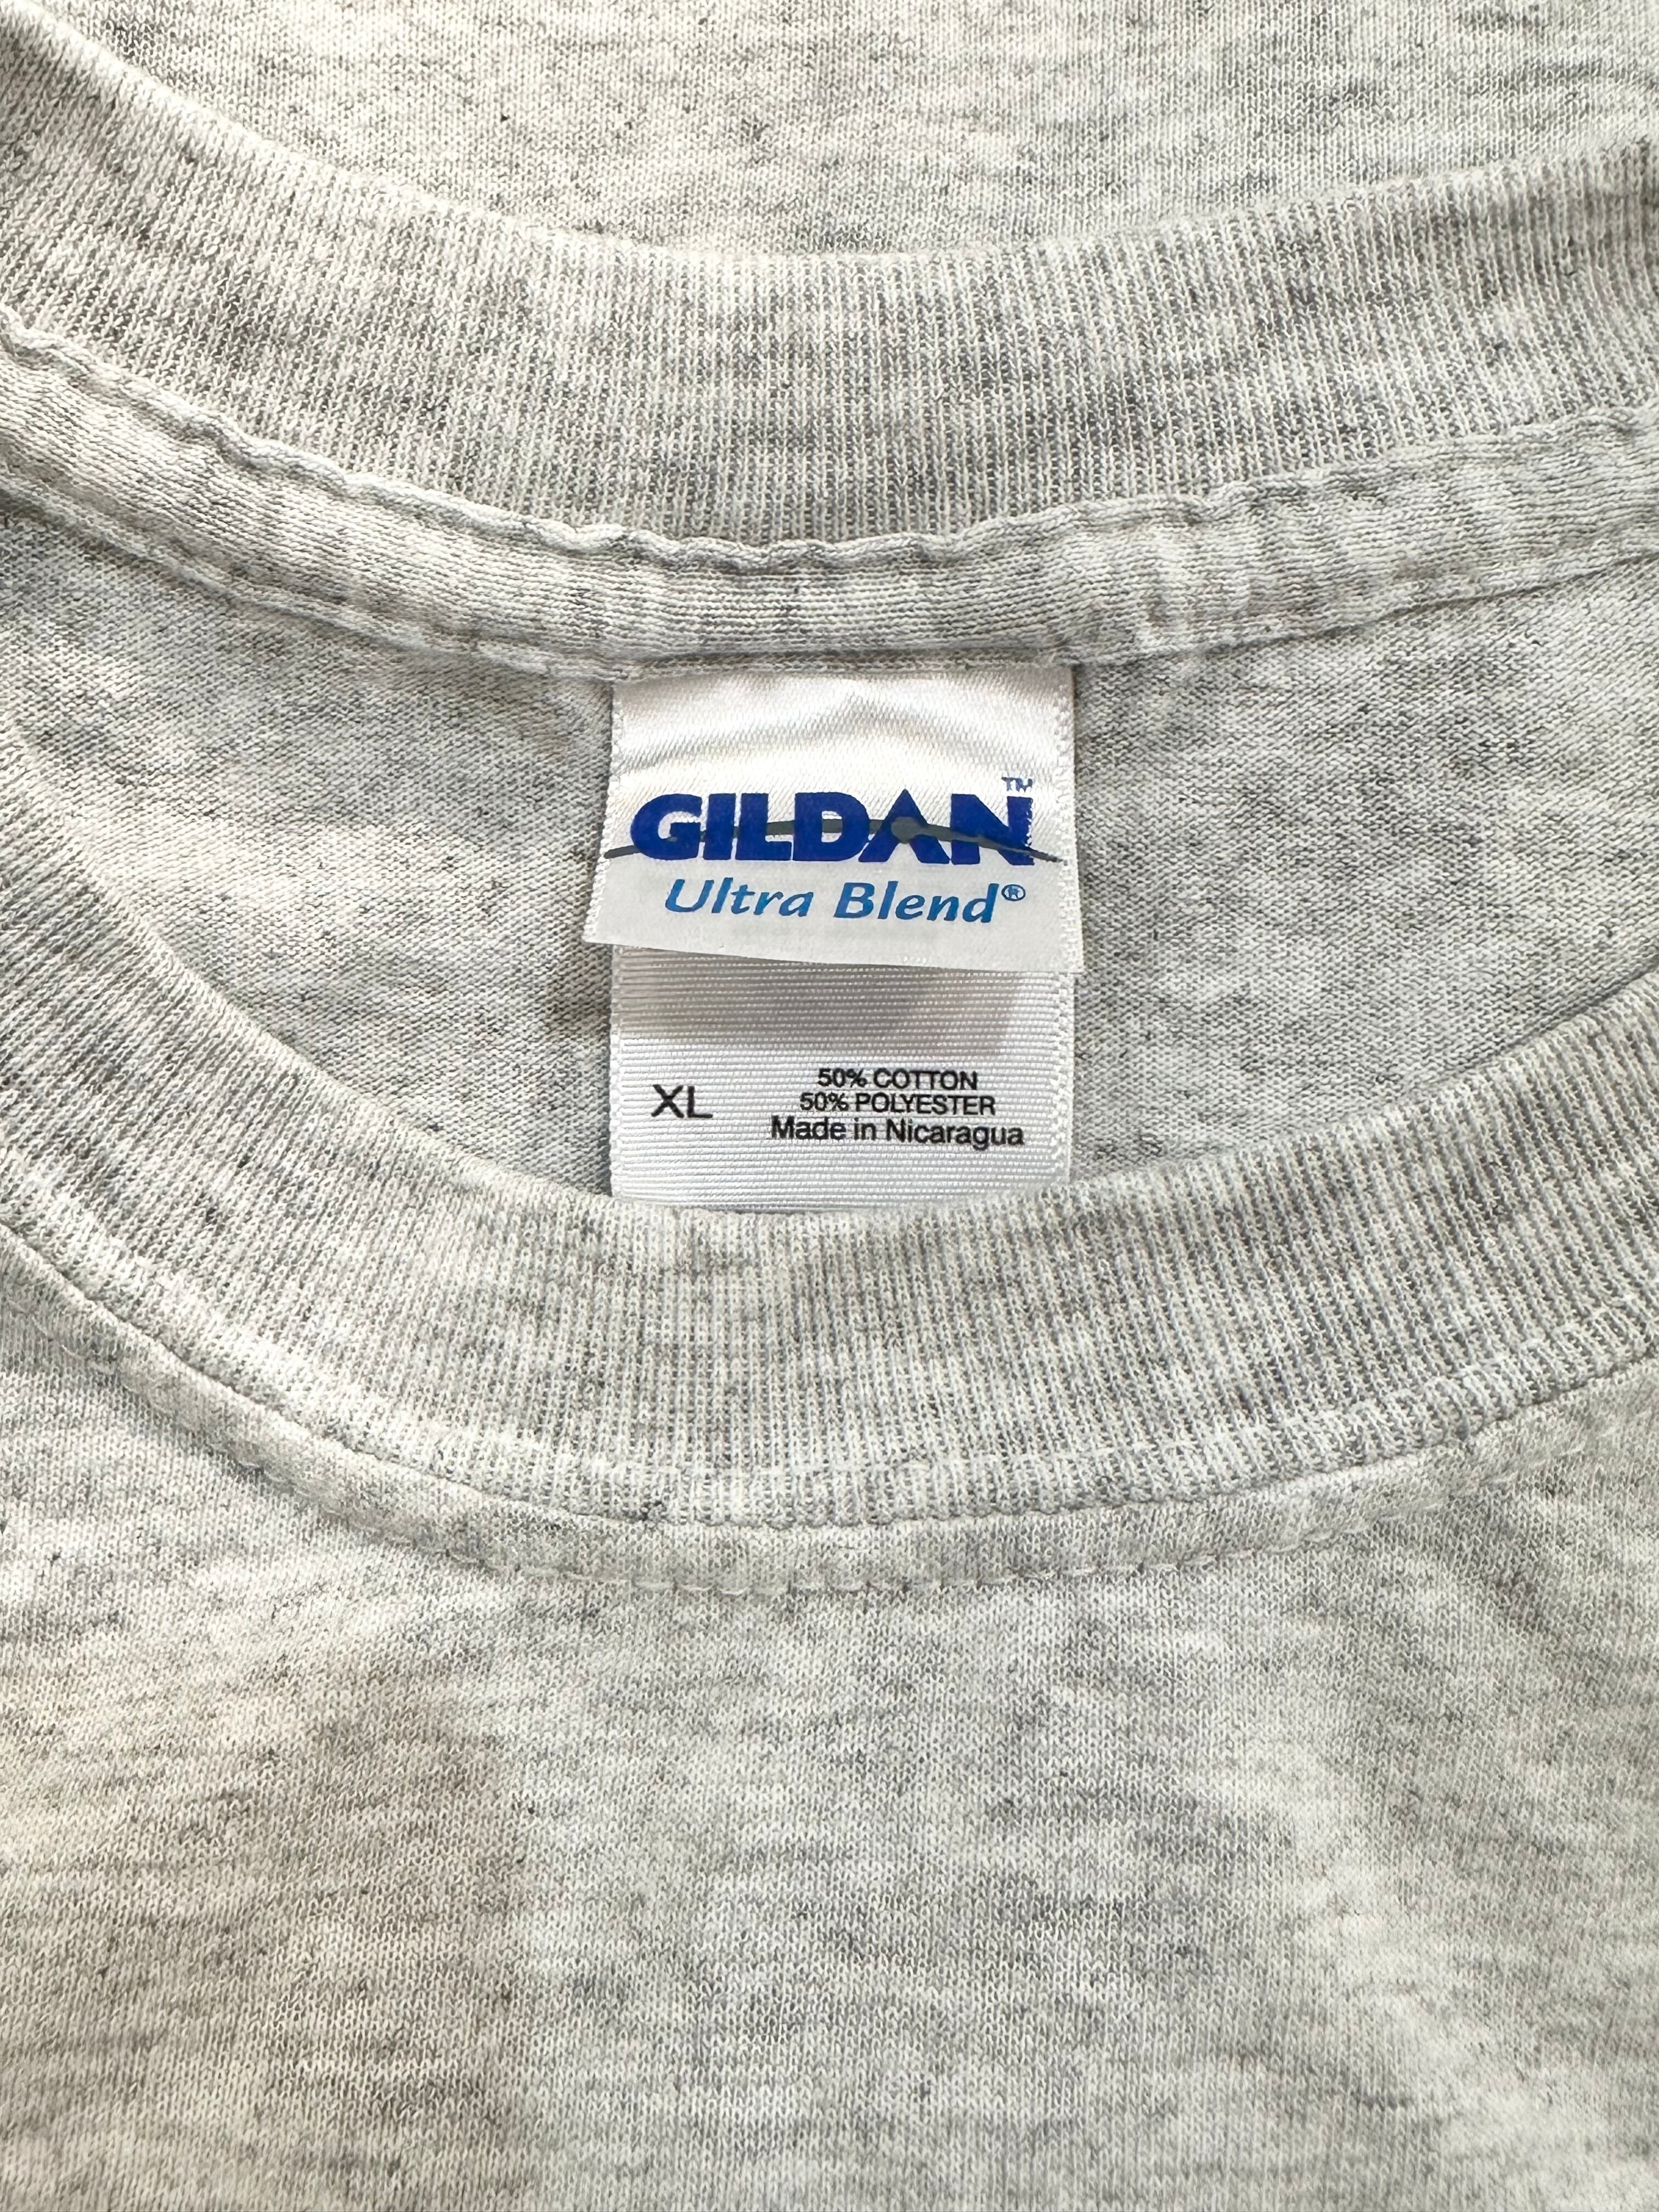 GILDAN™
Ultra Blend®
XL
50% COTTON
50% POLYESTER
Made in Nicaragua